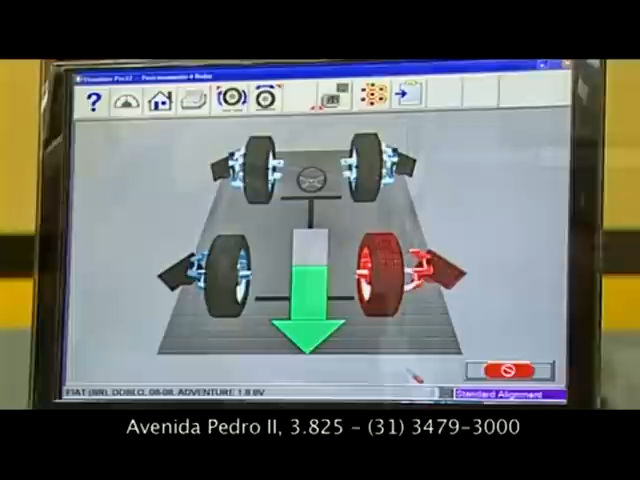 ?
FIAT (BR), DOBLO, 08-08, ADVENTURE 1.8 8V
Standard Alignment
Avenida Pedro II, 3.825 – (31) 3479-3000